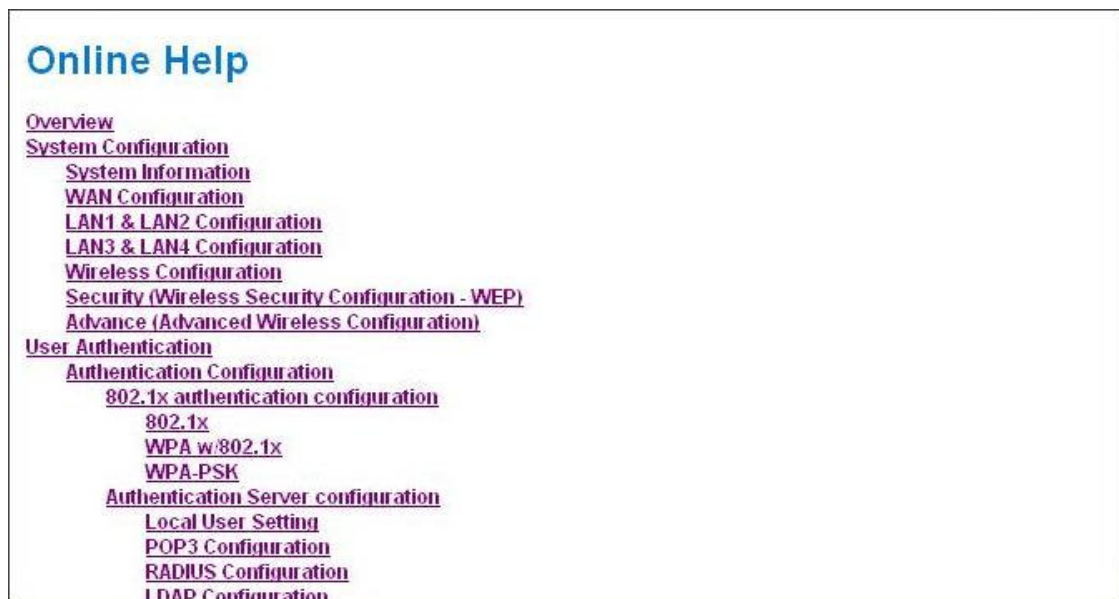 Online Help
Overview
System Configuration
System Information
WAN Configuration
LAN1 & LAN2 Configuration
LAN3 & LAN4 Configuration
Wireless Configuration
Security (Wireless Security Configuration - WEP)
Advance (Advanced Wireless Configuration)
User Authentication
Authentication Configuration
802.1x authentication configuration
802.1x
WPA w/802.1x
WPA-PSK
Authentication Server configuration
Local User Setting
POP3 Configuration
RADIUS Configuration
LDAP Configuration